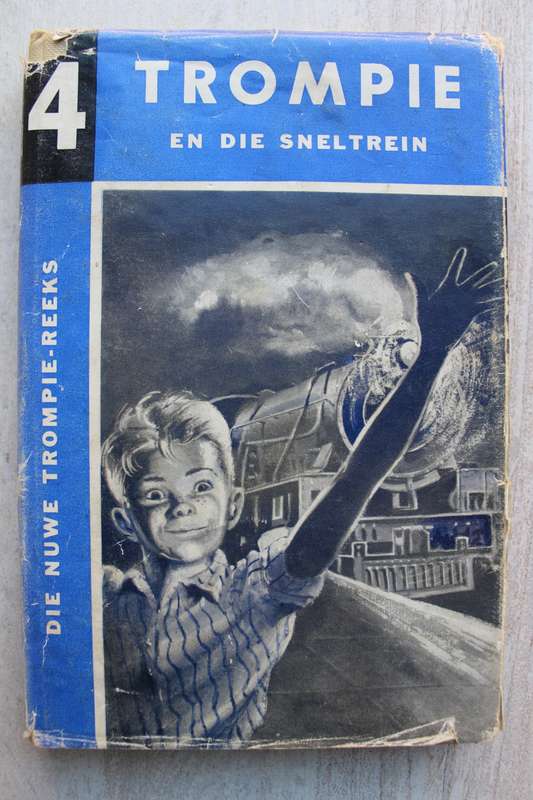 4
TROMPIE
EN DIE SNELTREIN
DIE NUWE TROMPIE-REEKS